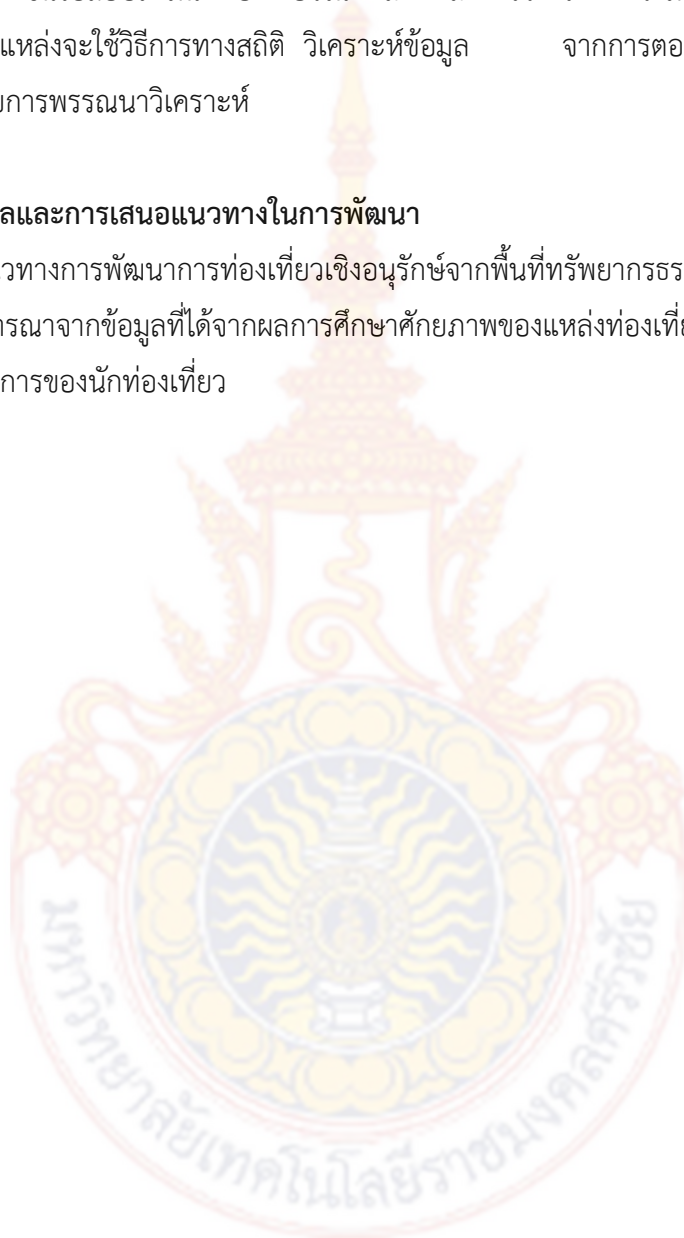 แหล่งจะใช้วิธีการทางสถิติ วิเคราะห์ข้อมูล จากการตอ
การพรรณนาวิเคราะห์
ลและการเสนอแนวทางในการพัฒนา
วทางการพัฒนาการท่องเที่ยวเชิงอนุรักษ์จากพื้นที่ทรัพยากรธร
ารณาจากข้อมูลที่ได้จากผลการศึกษาศักยภาพของแหล่งท่องเที่
การของนักท่องเที่ยว
มหาวิทยาลัยเทคโนโลยีราชมงคลศรีวิชัย